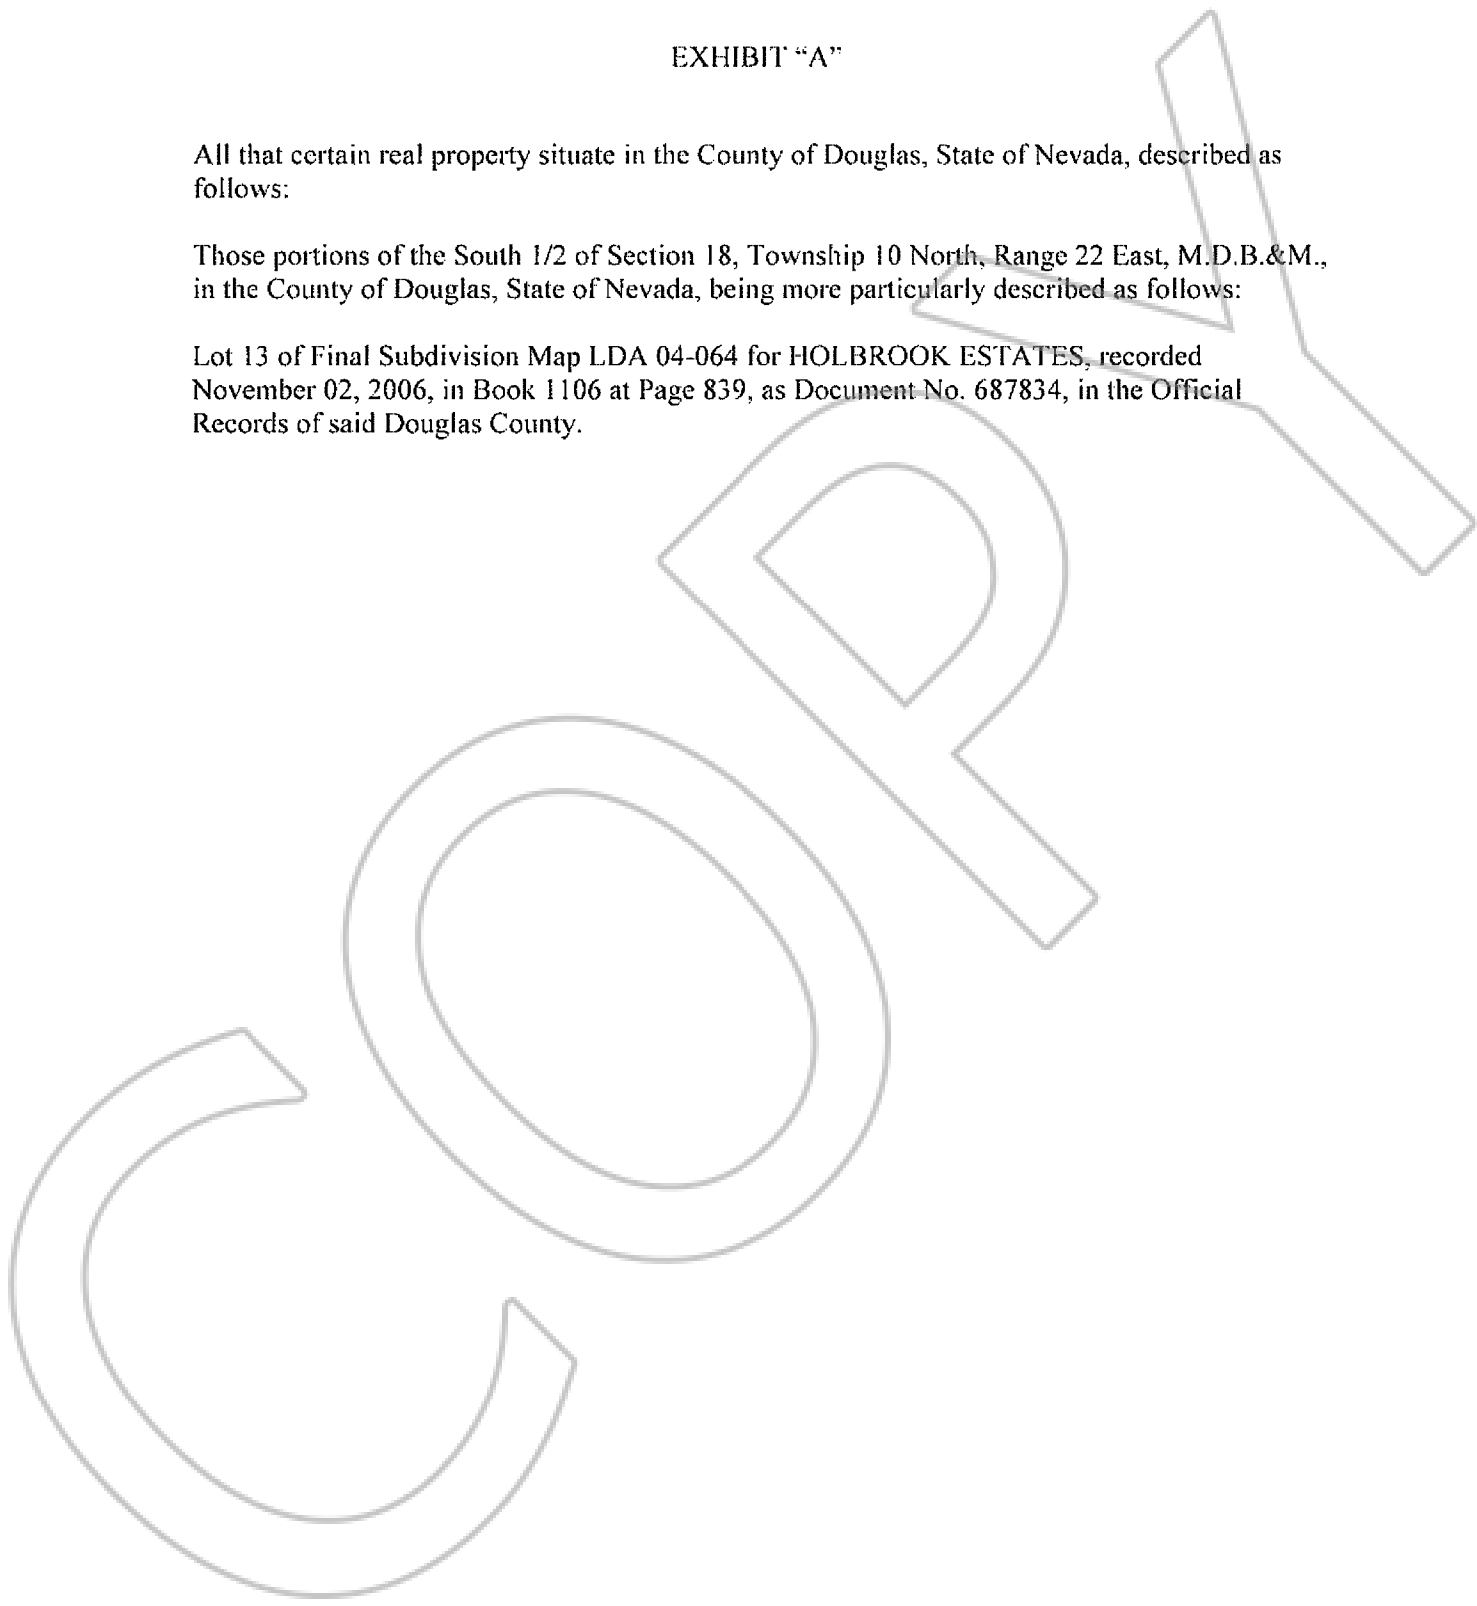 EXHIBIT “A”
All that certain real property situate in the County of Douglas, State of Nevada, described as
follows:
Those portions of the South 1/2 of Section 18, Township 10 North, Range 22 East, M.D.B.&M.,
in the County of Douglas, State of Nevada, being more particularly described as follows:
Lot 13 of Final Subdivision Map LDA 04-064 for HOLBROOK ESTATES, recorded
November 02, 2006, in Book 1106 at Page 839, as Document No. 687834, in the Official
Records of said Douglas County.
COPY